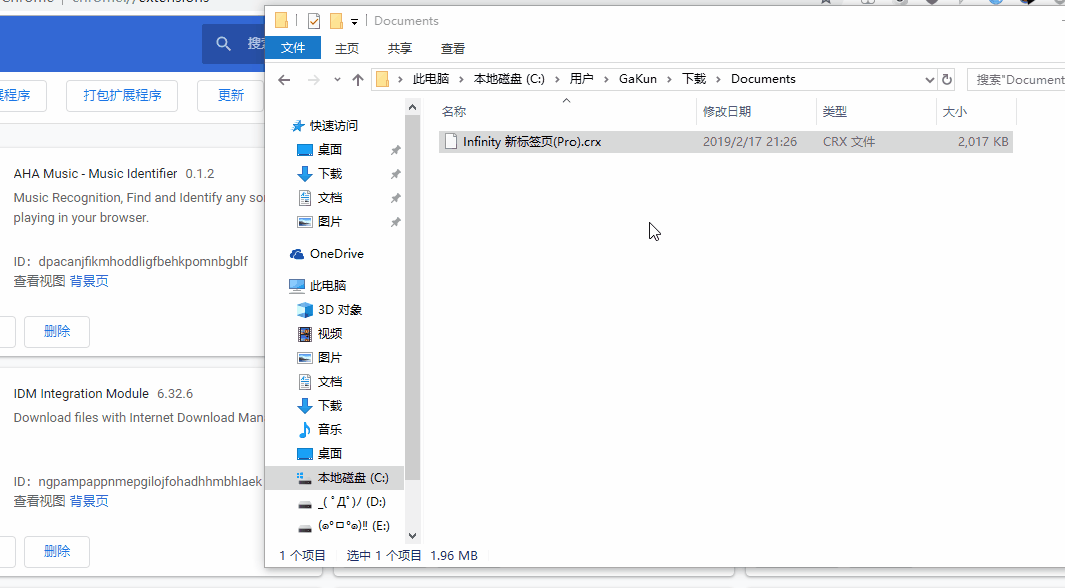 Chrome | chrome://extensions
Documents
搜
文件 主页 共享 查看
此电脑 本地磁盘 (C:) 用户 GaKun 下载 Documents
搜索"Document
展程序 打包扩展程序 更新
名称 修改日期 类型 大小
Infinity 新标签页(Pro).crx 2019/2/17 21:26 CRX 文件 2,017 KB
快速访问
桌面
下载
文档
图片
OneDrive
此电脑
3D 对象
视频
图片
文档
下载
音乐
桌面
本地磁盘 (C:)
_( ﾟДﾟ)ﾉ (D:)
(๑°ㅁ°๑)‼ (E:)
1 个项目 选中 1 个项目 1.96 MB
AHA Music - Music Identifier 0.1.2
Music Recognition, Find and Identify any so
playing in your browser.
ID：dpacanjfikmhoddligfbehkpomnbgblf
查看视图 背景页
删除
IDM Integration Module 6.32.6
Download files with Internet Download Man
ID：ngpampappnmepgilojfohadhhmbhlaek
查看视图 背景页
删除